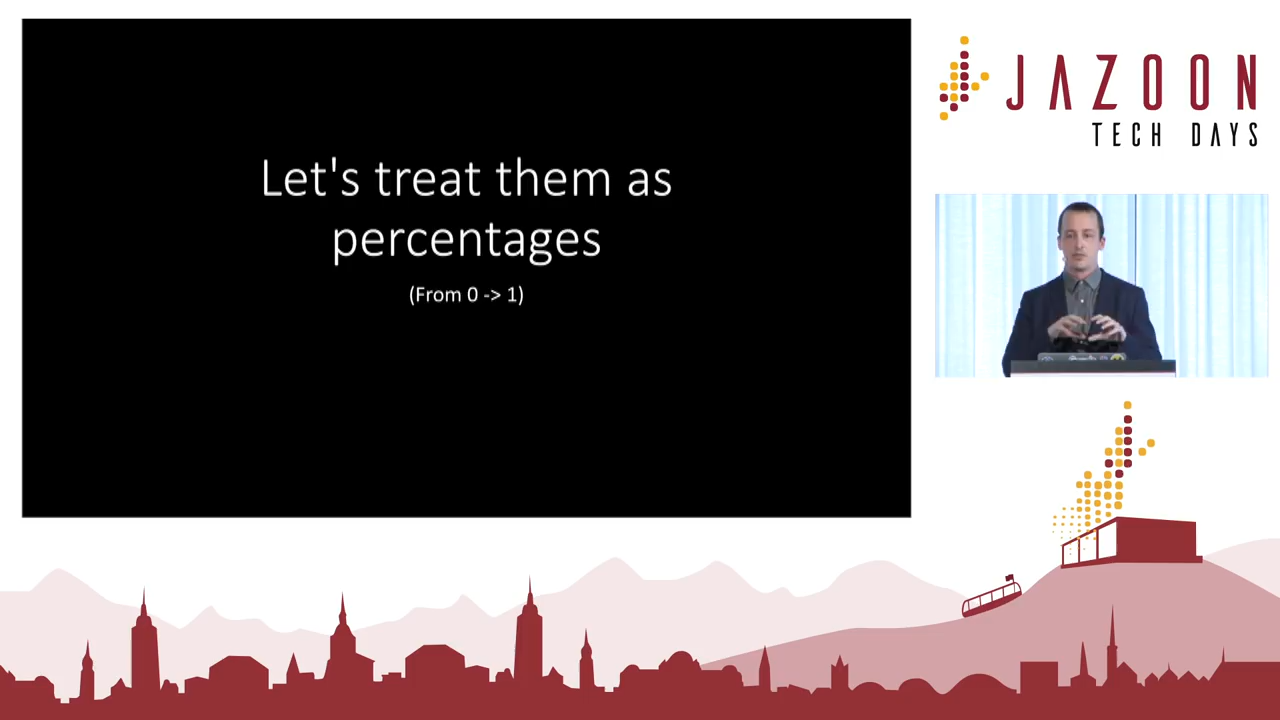 Let's treat them as
percentages
(From 0 -> 1)
JAZOON
TECH DAYS